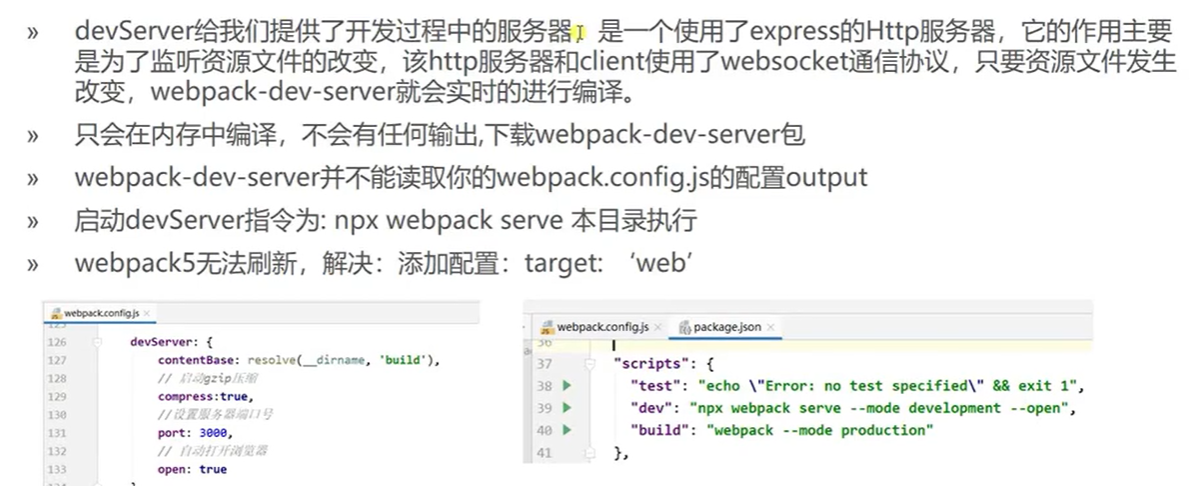 » devServer给我们提供了开发过程中的服务器，是一个使用了express的Http服务器，它的作用主要
是为了监听资源文件的改变，该http服务器和client使用了websocket通信协议，只要资源文件发生
改变，webpack-dev-server就会实时的进行编译。
» 只会在内存中编译，不会有任何输出,下载webpack-dev-server包
» webpack-dev-server并不能读取你的webpack.config.js的配置output
» 启动devServer指令为: npx webpack serve 本目录执行
» webpack5无法刷新，解决：添加配置：target: ‘web’
webpack.config.js
125
126 devServer: {
127 contentBase: resolve(__dirname, 'build'),
128 // 启动gzip压缩
129 compress:true,
130 //设置服务器端口号
131 port: 3000,
132 // 自动打开浏览器
133 open: true
webpack.config.js package.json
36
37 "scripts": {
38 "test": "echo \"Error: no test specified\" && exit 1",
39 "dev": "npx webpack serve --mode development --open",
40 "build": "webpack --mode production"
41 },